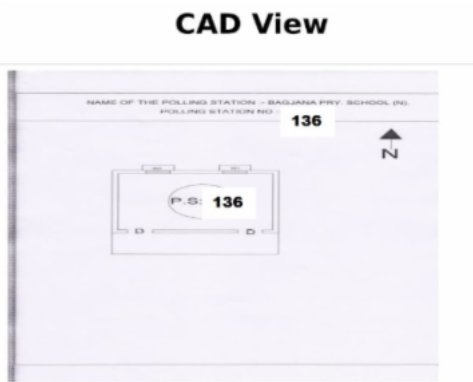 CAD View
NAME OF THE POLLING STATION - BAGJANA PRY. SCHOOL (N).
POLLING STATION NO :
136
N
P.S: 136
D D